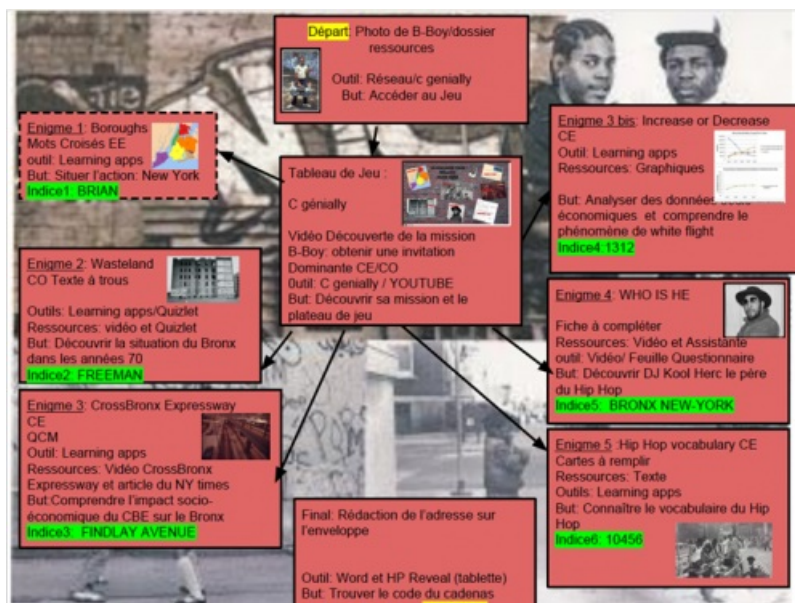 Départ: Photo de B-Boy/dossier
ressources
Outil: Réseau/c genially
But: Accéder au Jeu
Enigme 1: Boroughs
Mots Croisés EE
outil: Learning apps
But: Situer l'action: New York
Indice1: BRIAN
Tableau de Jeu :
C génially
Vidéo Découverte de la mission
B-Boy: obtenir une invitation
Dominante CE/CO
0util: C genially / YOUTUBE
But: Découvrir sa mission et le
plateau de jeu
Enigme 3 bis: Increase or Decrease
CE
Outil: Learning apps
Ressources: Graphiques
But: Analyser des données socio-
économiques et comprendre le
phénomène de white flight
Indice4:1312
Enigme 2: Wasteland
CO Texte à trous
Outils: Learning apps/Quizlet
Ressources: vidéo et Quizlet
But: Découvrir la situation du Bronx
dans les années 70
Indice2: FREEMAN
Enigme 4: WHO IS HE
Fiche à compléter
Ressources: Vidéo et Assistante
outil: Vidéo/ Feuille Questionnaire
But: Découvrir DJ Kool Herc le père
du Hip Hop
Indice5: BRONX NEW-YORK
Enigme 3: CrossBronx Expressway
CE
QCM
Outil: Learning apps
Ressources: Vidéo CrossBronx
Expressway et article du NY times
But:Comprendre l'impact socio-
économique du CBE sur le Bronx
Indice3: FINDLAY AVENUE
Enigme 5 :Hip Hop vocabulary CE
Cartes à remplir
Ressources: Texte
Outils: Learning apps
But: Connaître le vocabulaire du Hip
Hop
Indice6: 10456
Final: Rédaction de l'adresse sur
l'enveloppe
Outil: Word et HP Reveal (tablette)
But: Trouver le code du cadenas